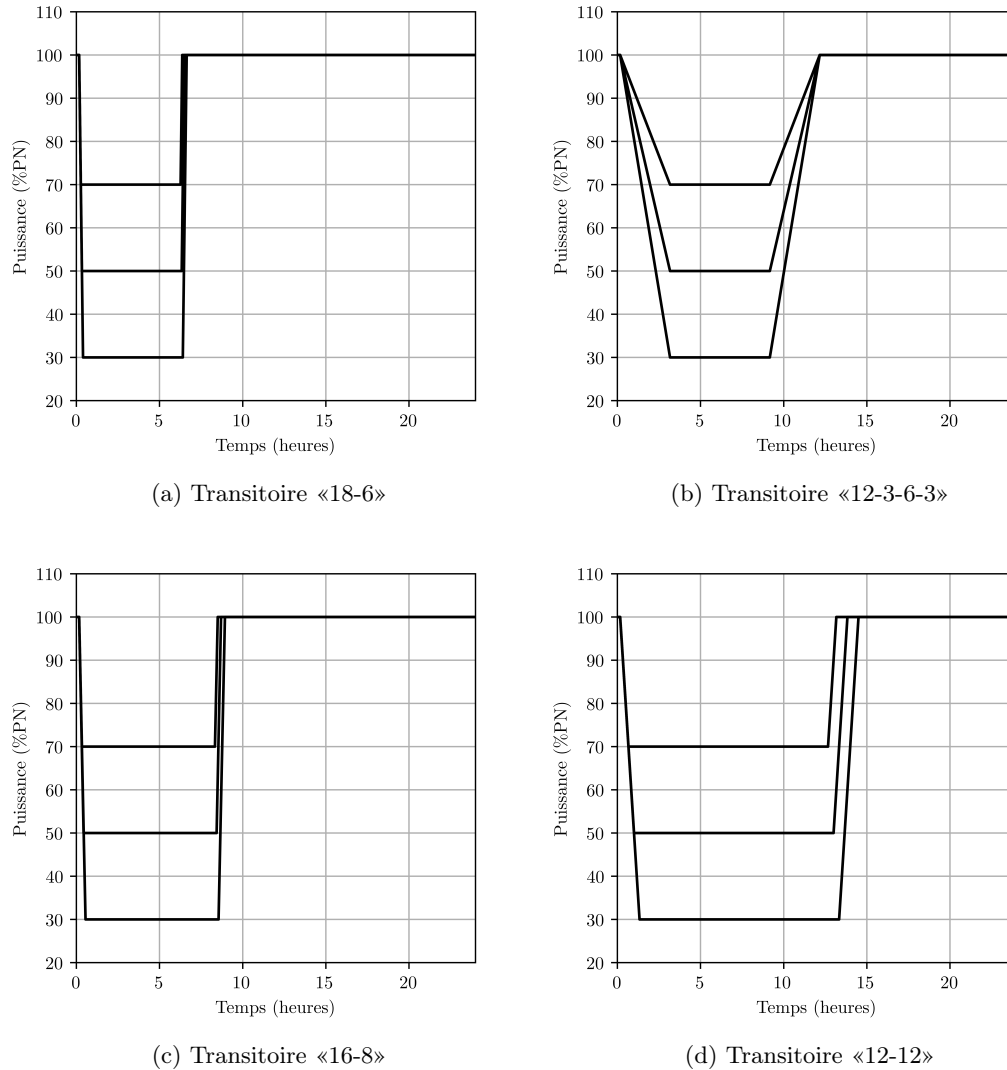 110
100
90
80
70
60
50
40
30
20
Puissance (%PN)
0 5 10 15 20
Temps (heures)
(a) Transitoire «18-6»
110
100
90
80
70
60
50
40
30
20
Puissance (%PN)
0 5 10 15 20
Temps (heures)
(b) Transitoire «12-3-6-3»
110
100
90
80
70
60
50
40
30
20
Puissance (%PN)
0 5 10 15 20
Temps (heures)
(c) Transitoire «16-8»
110
100
90
80
70
60
50
40
30
20
Puissance (%PN)
0 5 10 15 20
Temps (heures)
(d) Transitoire «12-12»